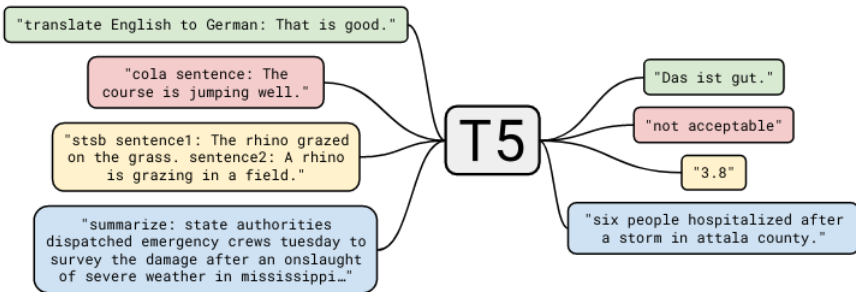 "translate English to German: That is good."
"cola sentence: The
course is jumping well."
"stsb sentence1: The rhino grazed
on the grass. sentence2: A rhino
is grazing in a field."
"summarize: state authorities
dispatched emergency crews tuesday to
survey the damage after an onslaught
of severe weather in mississippi…"
T5
"Das ist gut."
"not acceptable"
"3.8"
"six people hospitalized after
a storm in attala county."